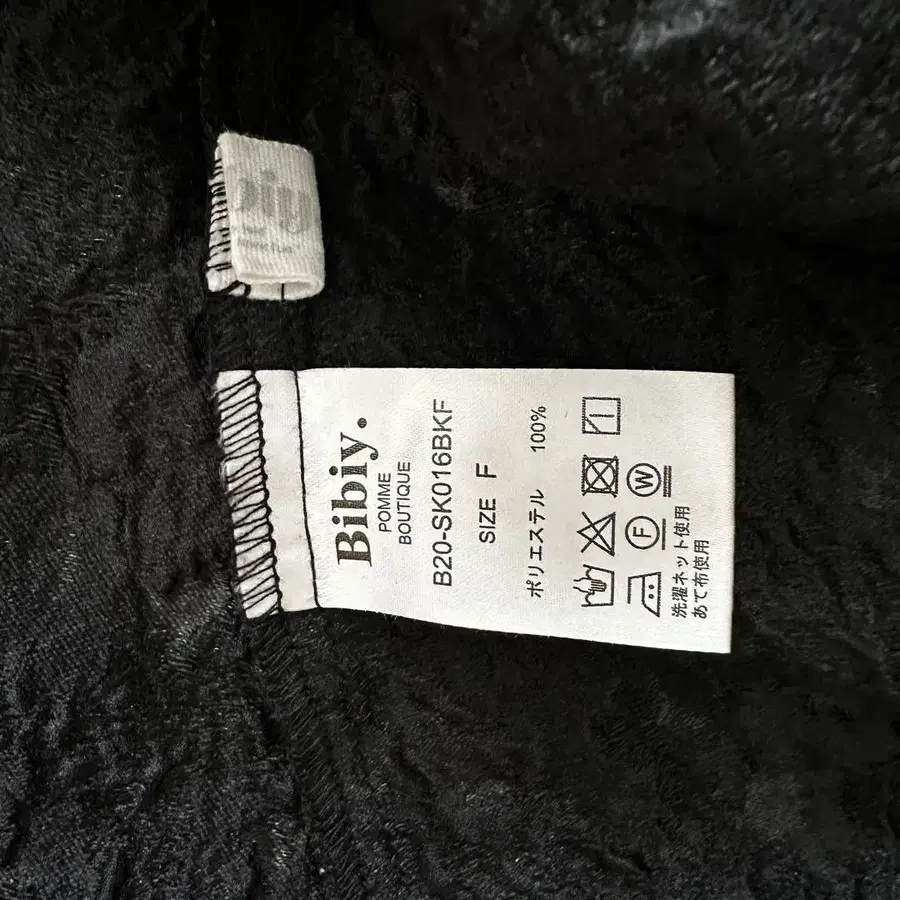 Bibiy.
POMME
BOUTIQUE
B20-SK016BKF
SIZE F
ポリエステル 100%
F W
洗濯ネット使用
あて布使用